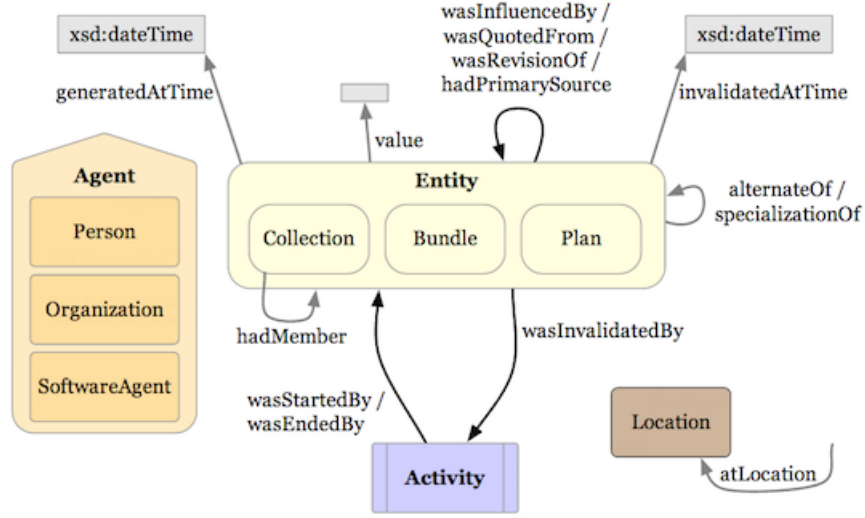 wasInfluencedBy /
wasQuotedFrom /
wasRevisionOf /
hadPrimarySource
xsd:dateTime
xsd:dateTime
generatedAtTime
invalidatedAtTime
value
Agent
Person
Organization
SoftwareAgent
Entity
Collection
Bundle
Plan
alternateOf /
specializationOf
hadMember
wasInvalidatedBy
wasStartedBy /
wasEndedBy
Activity
Location
atLocation